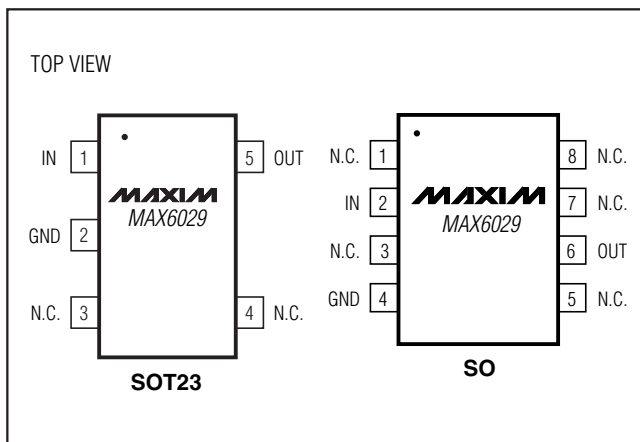 TOP VIEW
IN 1
5 OUT
MAXIM
MAX6029
GND 2
N.C. 3
4 N.C.
SOT23
N.C. 1
8 N.C.
IN 2
MAXIM
7 N.C.
MAX6029
N.C. 3
6 OUT
GND 4
5 N.C.
SO